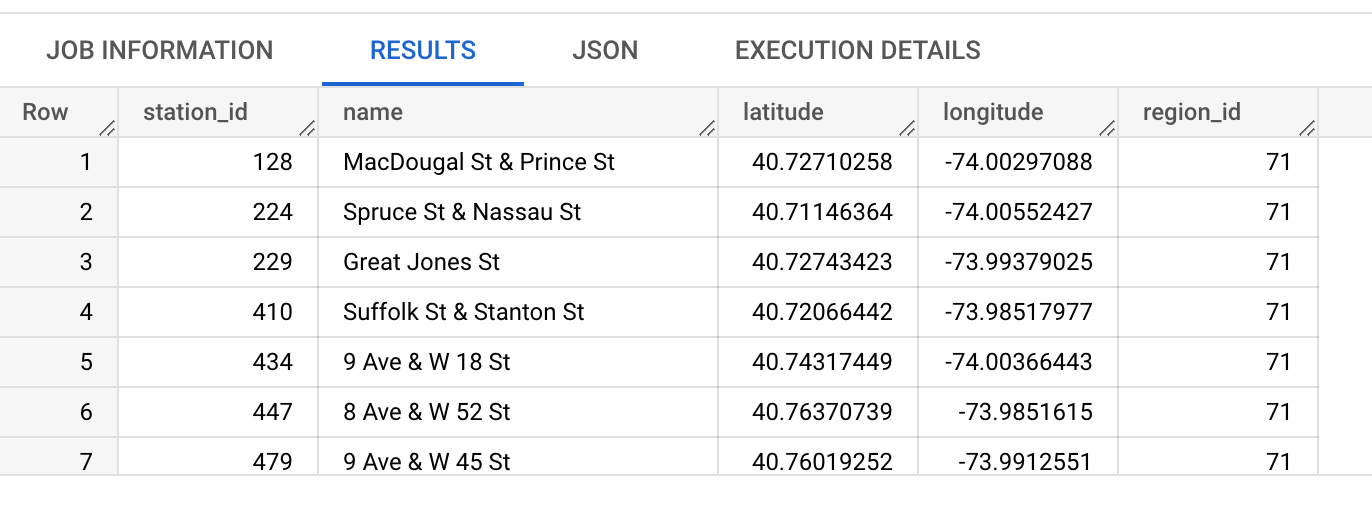 JOB INFORMATION RESULTS JSON EXECUTION DETAILS
Row station_id name latitude longitude region_id
1 128 MacDougal St & Prince St 40.72710258 -74.00297088 71
2 224 Spruce St & Nassau St 40.71146364 -74.00552427 71
3 229 Great Jones St 40.72743423 -73.99379025 71
4 410 Suffolk St & Stanton St 40.72066442 -73.98517977 71
5 434 9 Ave & W 18 St 40.74317449 -74.00366443 71
6 447 8 Ave & W 52 St 40.76370739 -73.9851615 71
7 479 9 Ave & W 45 St 40.76019252 -73.9912551 71